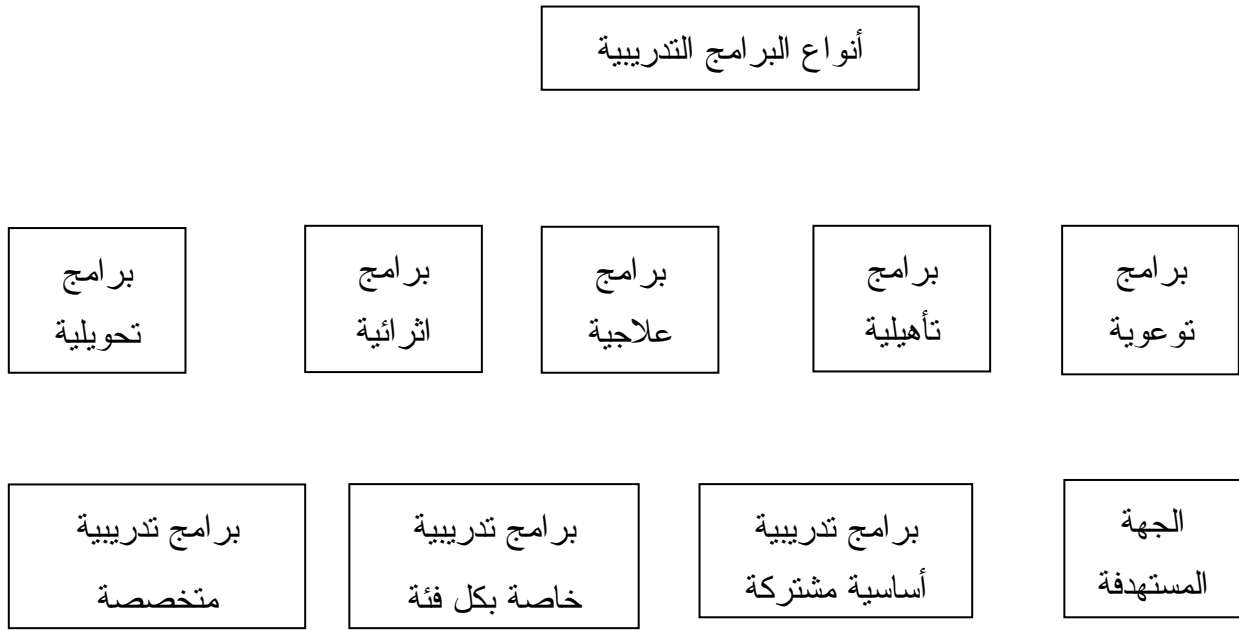 أنواع البرامج التدريبية
برامج
توعوية
برامج
تأهيلية
برامج
علاجية
برامج
اثرائية
برامج
تحويلية
الجهة
المستهدفة
برامج تدريبية
أساسية مشتركة
برامج تدريبية
خاصة بكل فئة
برامج تدريبية
متخصصة